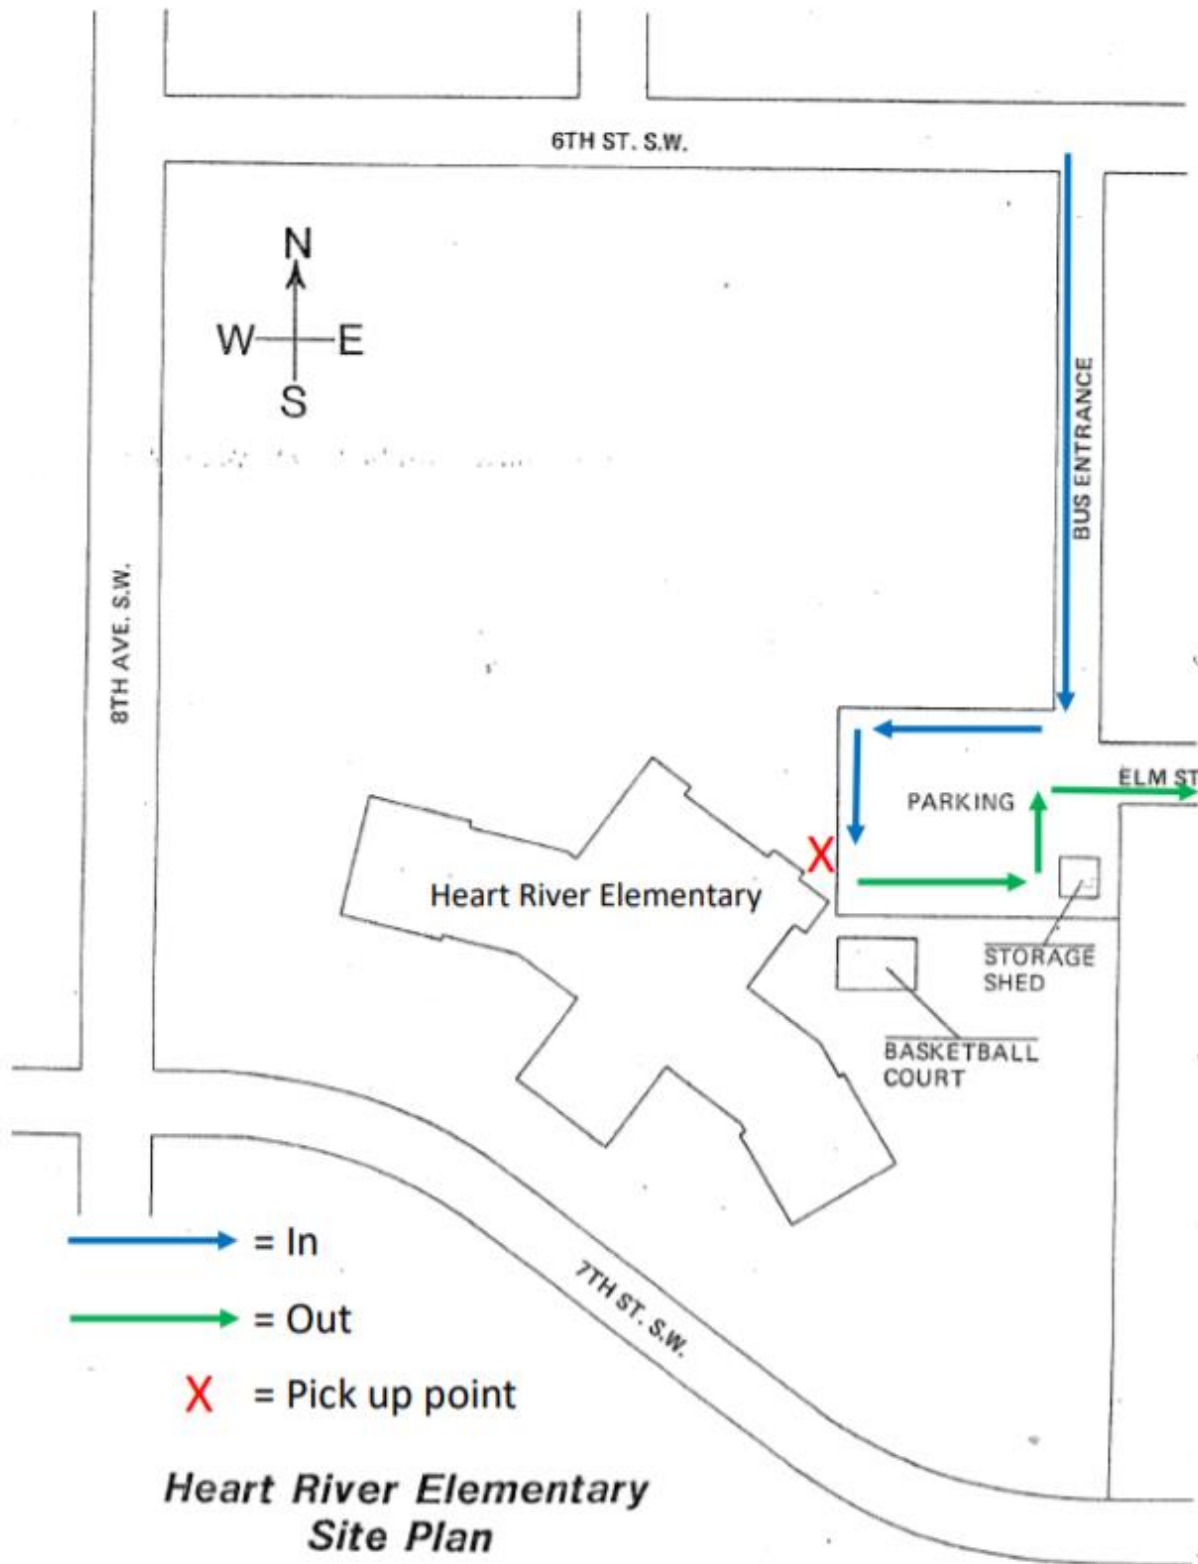 6TH ST. S.W.
N
W E
S
BUS ENTRANCE
8TH AVE. S.W.
ELM ST
PARKING
X
Heart River Elementary
STORAGE
SHED
BASKETBALL
COURT
7TH ST. S.W.
= In
= Out
X = Pick up point
Heart River Elementary
Site Plan